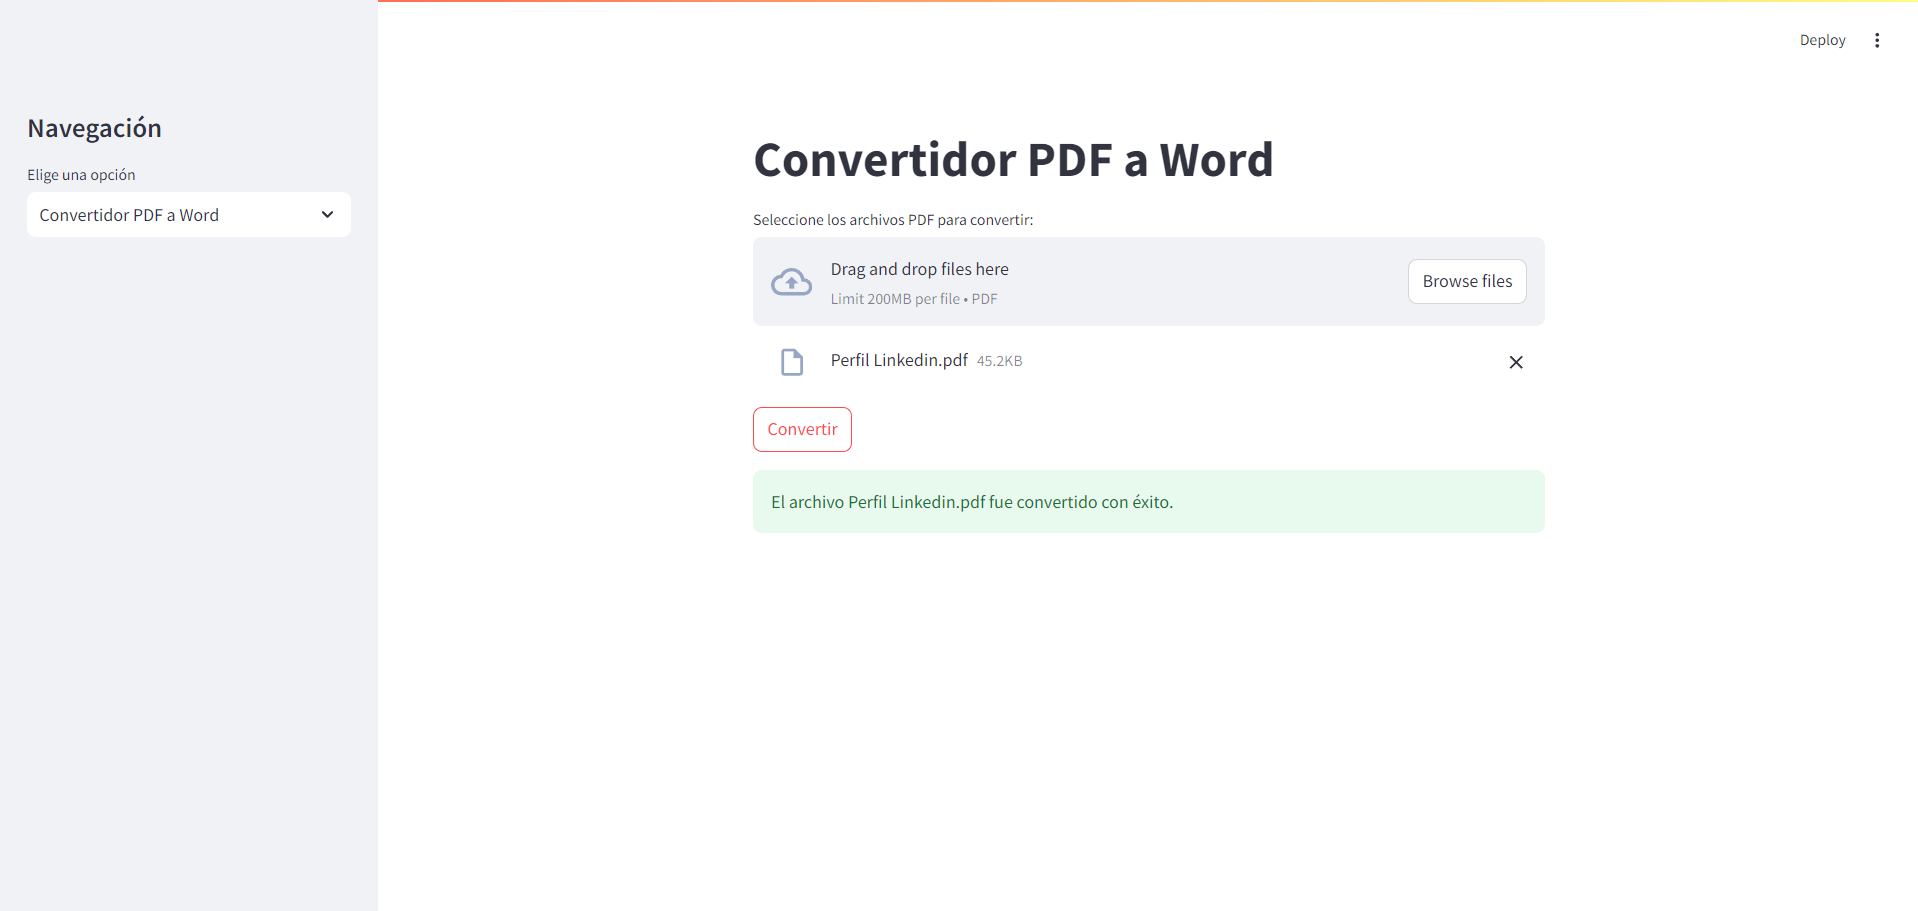 Deploy
Navegación
Elige una opción
Convertidor PDF a Word
Convertidor PDF a Word
Seleccione los archivos PDF para convertir:
Drag and drop files here
Limit 200MB per file • PDF
Browse files
Perfil Linkedin.pdf 45.2KB
Convertir
El archivo Perfil Linkedin.pdf fue convertido con éxito.